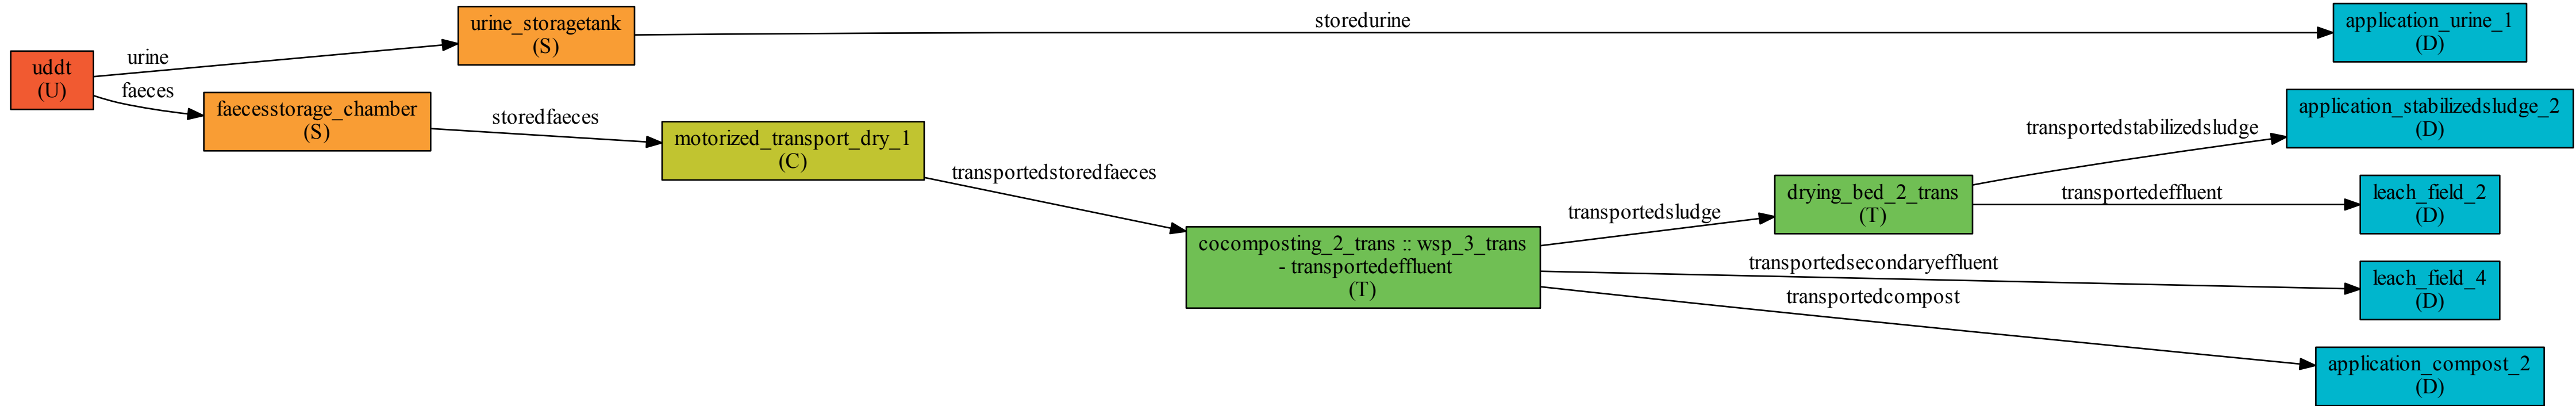 uddt
(U)
urine
faeces
urine_storagetank
(S)
faecesstorage_chamber
(S)
storedurine
storedfaeces
motorized_transport_dry_1
(C)
transportedstoredfaeces
cocomposting_2_trans :: wsp_3_trans
- transportedeffluent
(T)
transportedsludge
transportedsecondaryeffluent
transportedcompost
drying_bed_2_trans
(T)
transportedstabilizedsludge
transportedeffluent
application_urine_1
(D)
application_stabilizedsludge_2
(D)
leach_field_2
(D)
leach_field_4
(D)
application_compost_2
(D)